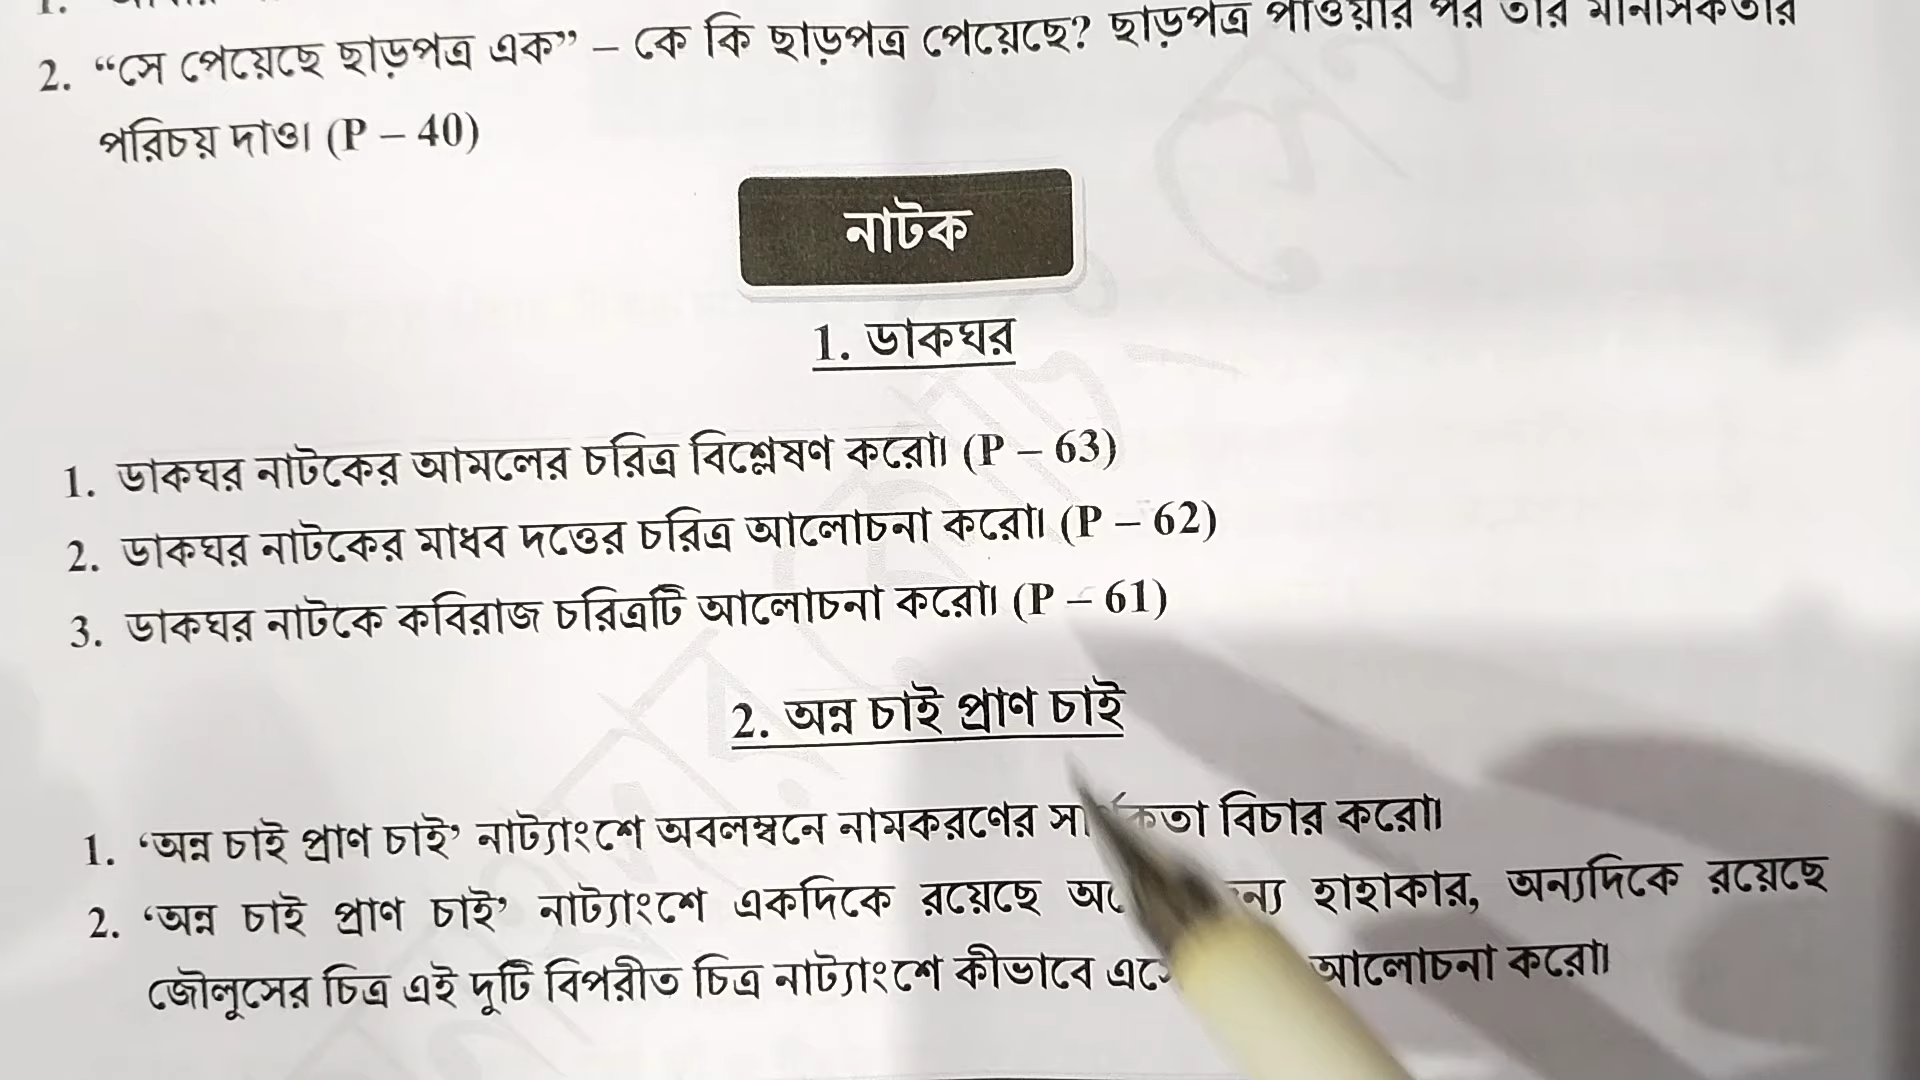 2. “সে পেয়েছে ছাড়পত্র এক” – কে কি ছাড়পত্র পেয়েছে? ছাড়পত্র পাওয়ার পর তার মানসিকতার
পরিচয় দাও। (P – 40)
নাটক
1. ডাকঘর
1. ডাকঘর নাটকের আমলের চরিত্র বিশ্লেষণ করো। (P – 63)
2. ডাকঘর নাটকের মাধব দত্তের চরিত্র আলোচনা করো। (P – 62)
3. ডাকঘর নাটকে কবিরাজ চরিত্রটি আলোচনা করো। (P – 61)
2. অন্ন চাই প্রাণ চাই
1. ‘অন্ন চাই প্রাণ চাই’ নাট্যাংশে অবলম্বনে নামকরণের বিচার করো।
2. ‘অন্ন চাই প্রাণ চাই’ নাট্যাংশে একদিকে রয়েছে হাহাকার, অন্যদিকে রয়েছে
জৌলুসের চিত্র এই দুটি বিপরীত চিত্র নাট্যাংশে কীভাবে আলোচনা করো।